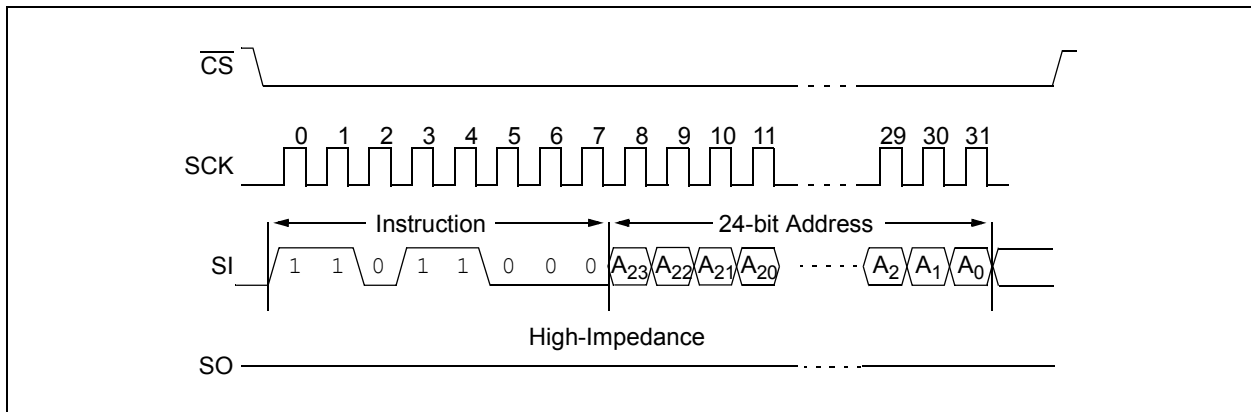 CS
0 1 2 3 4 5 6 7 8 9 10 11 29 30 31
SCK
Instruction 24-bit Address
SI 1 1 0 1 1 0 0 0 A23 A22 A21 A20 A2 A1 A0
High-Impedance
SO